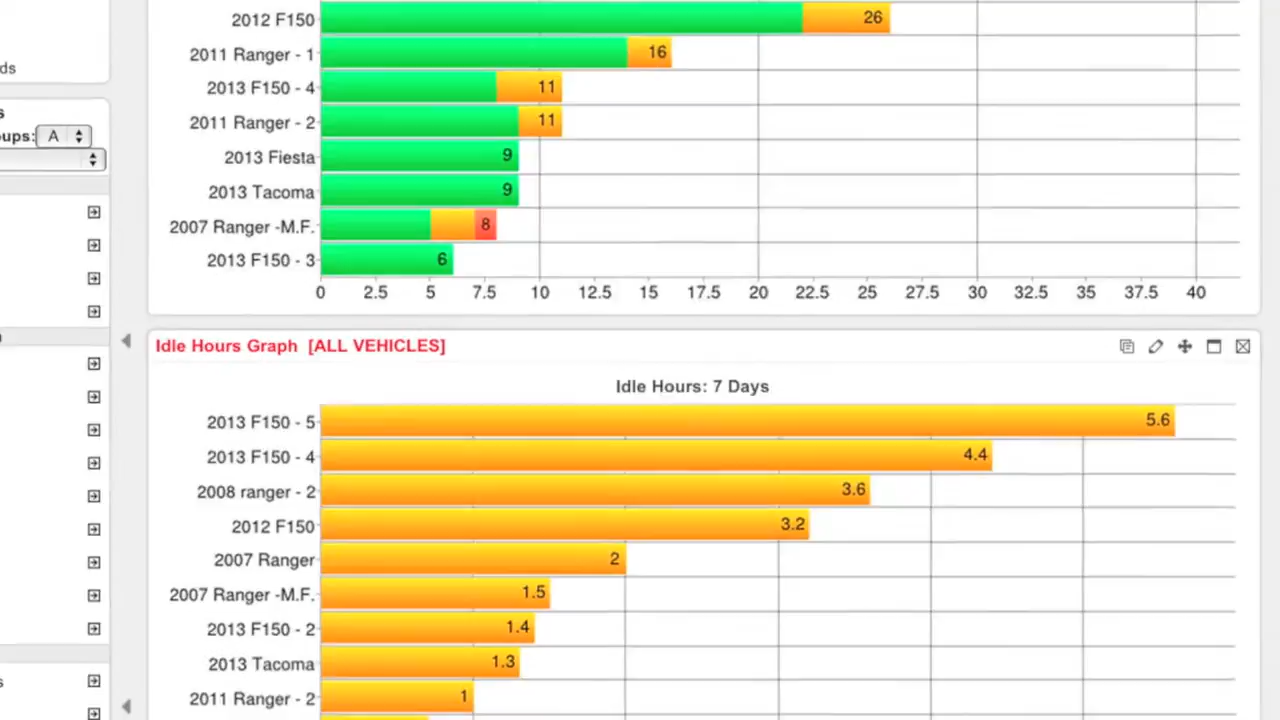 2012 F150 26
2011 Ranger - 1 16
ds
2013 F150 - 4 11
s
2011 Ranger - 2 11
oups: A
2013 Fiesta 9
2013 Tacoma 9
2007 Ranger -M.F. 8
2013 F150 - 3 6
0 2.5 5 7.5 10 12.5 15 17.5 20 22.5 25 27.5 30 32.5 35 37.5 40
Idle Hours Graph [ALL VEHICLES]
Idle Hours: 7 Days
2013 F150 - 5 5.6
2013 F150 - 4 4.4
2008 ranger - 2 3.6
2012 F150 3.2
2007 Ranger 2
2007 Ranger -M.F. 1.5
2013 F150 - 2 1.4
2013 Tacoma 1.3
s
2011 Ranger - 2 1